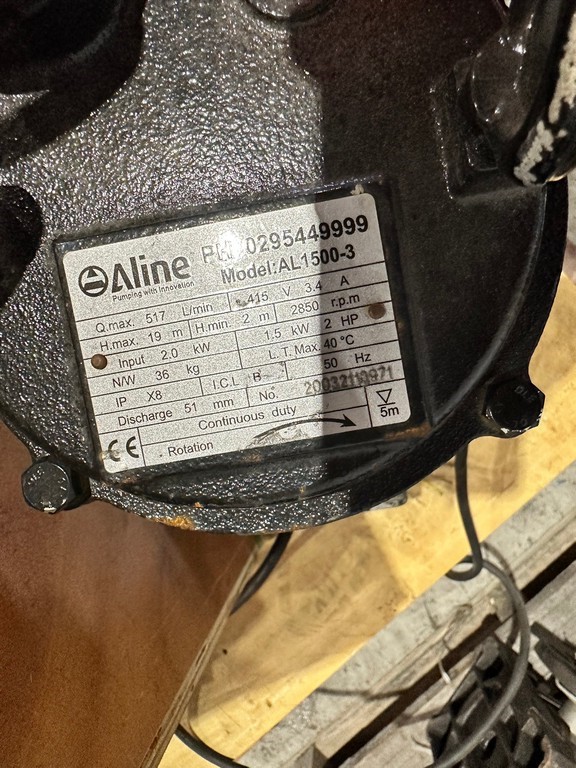 Aline
Pumping with Innovation
PH: 0295449999
Model:AL1500-3
Q.max. 517 L/min 415 V 3.4 A
H.max. 19 m H.min. 2 m 2850 r.p.m
Input 2.0 kW 1.5 kW 2 HP
N/W 36 kg L.T.Max. 40 °C
IP X8 I.C.L B 50 Hz
Discharge 51 mm No.
Continuous duty
5m
CE Rotation